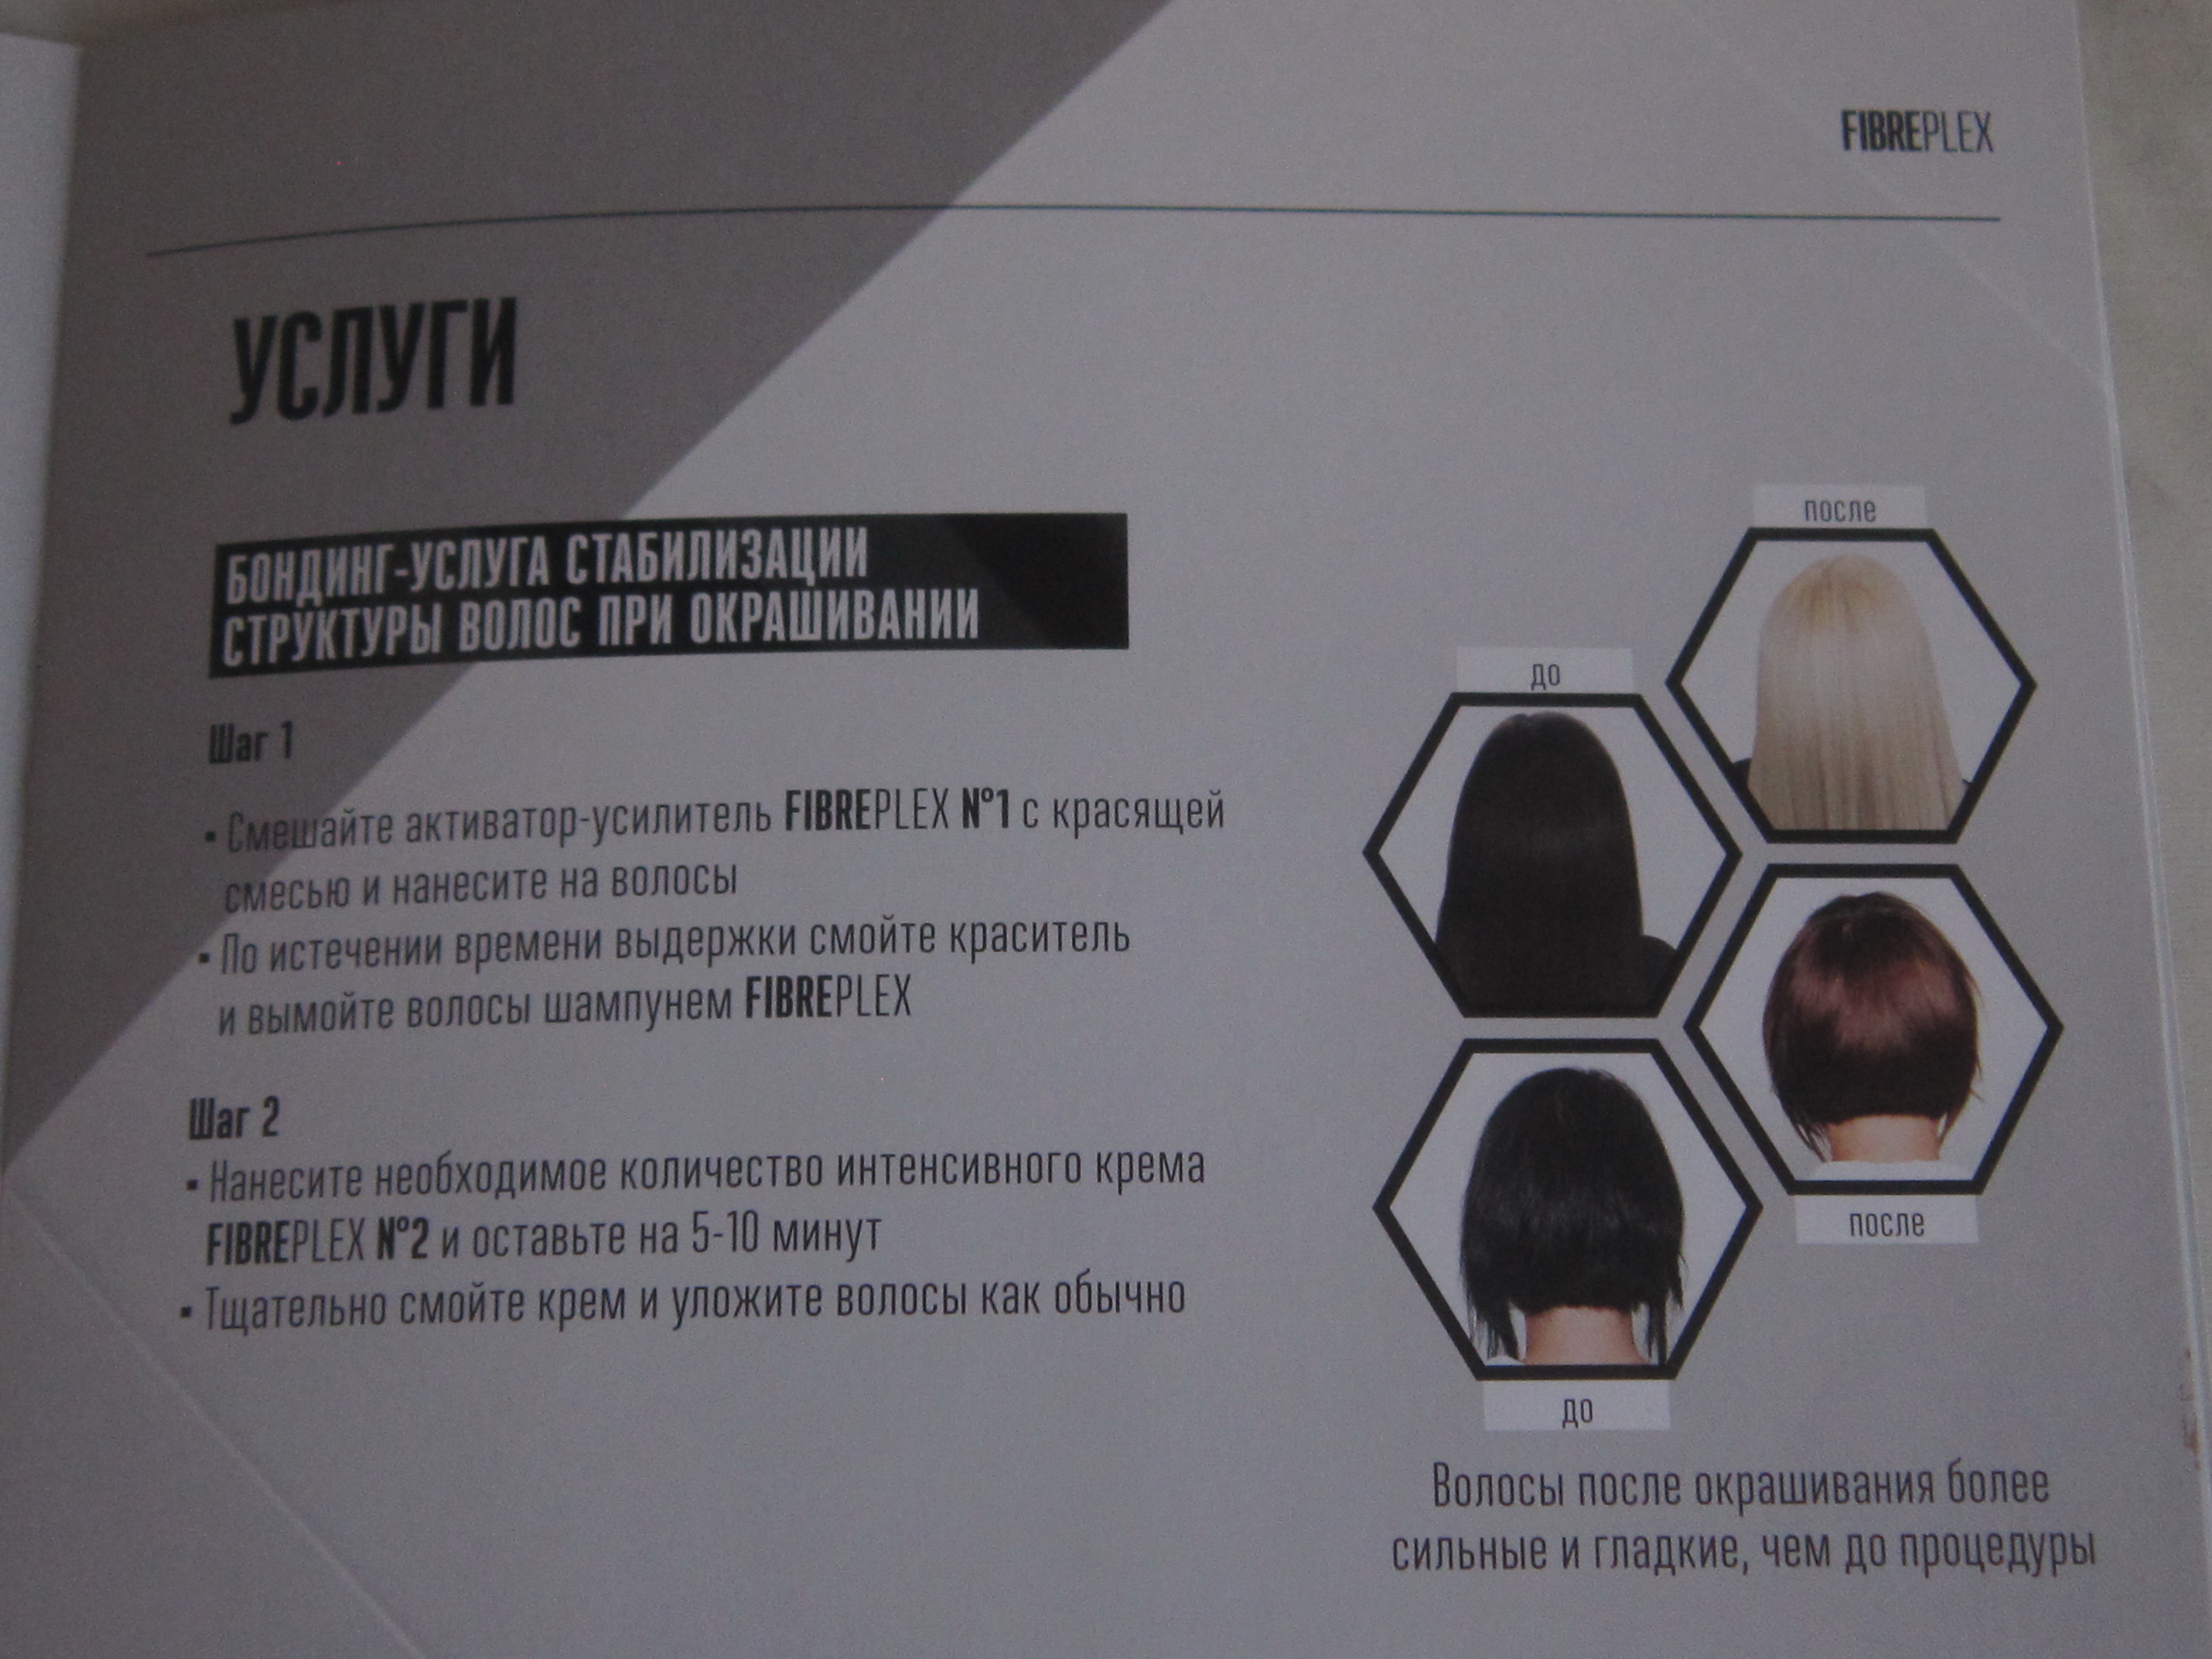 FIBREPLEX
УСЛУГИ
БОНДИНГ-УСЛУГА СТАБИЛИЗАЦИИ
СТРУКТУРЫ ВОЛОС ПРИ ОКРАШИВАНИИ
Шаг 1
▪ Смешайте активатор-усилитель FIBREPLEX №1 с красящей
смесью и нанесите на волосы
▪ По истечении времени выдержки смойте краситель
и вымойте волосы шампунем FIBREPLEX
Шаг 2
▪ Нанесите необходимое количество интенсивного крема
FIBREPLEX №2 и оставьте на 5-10 минут
▪ Тщательно смойте крем и уложите волосы как обычно
после
до
после
до
Волосы после окрашивания более
сильные и гладкие, чем до процедуры